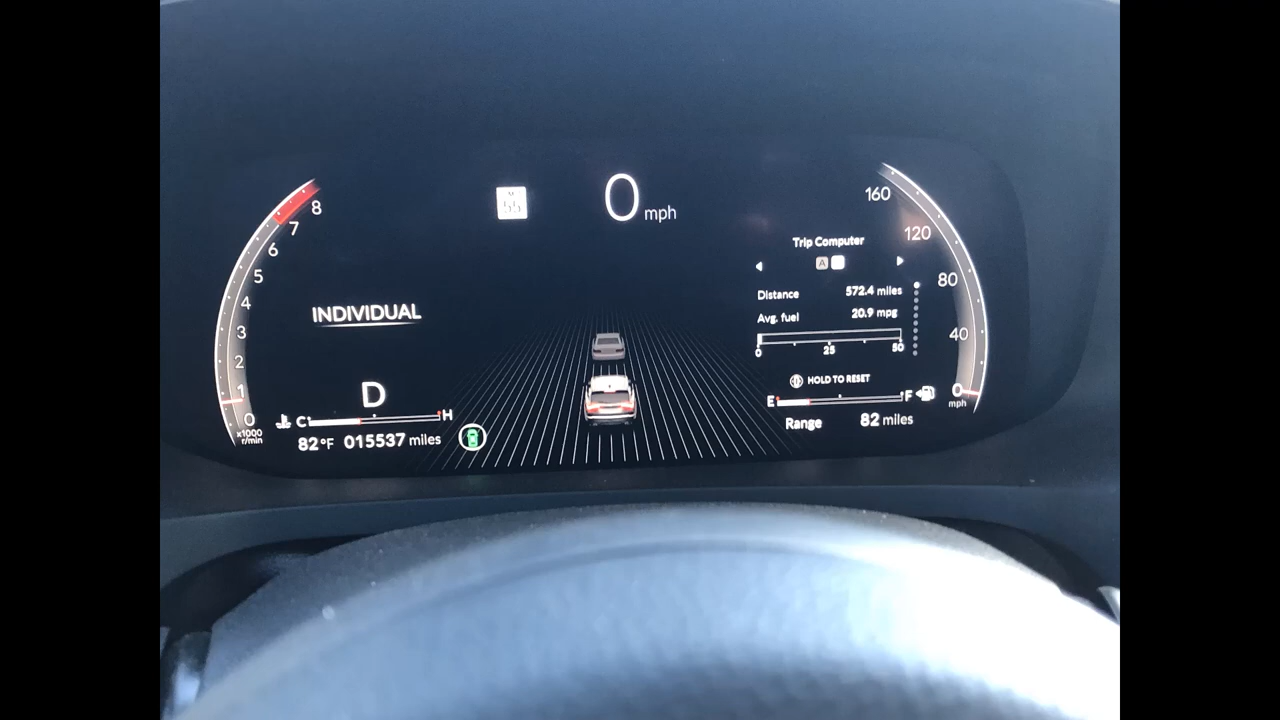 55
0 mph
8
7
6
5
4
3
2
1
0
x1000
r/min
INDIVIDUAL
D
C H
82°F 015537 miles
Trip Computer
A
Distance 572.4 miles
Avg. fuel 20.9 mpg
0 25 50
HOLD TO RESET
E F
Range 82 miles
160
120
80
40
0
mph